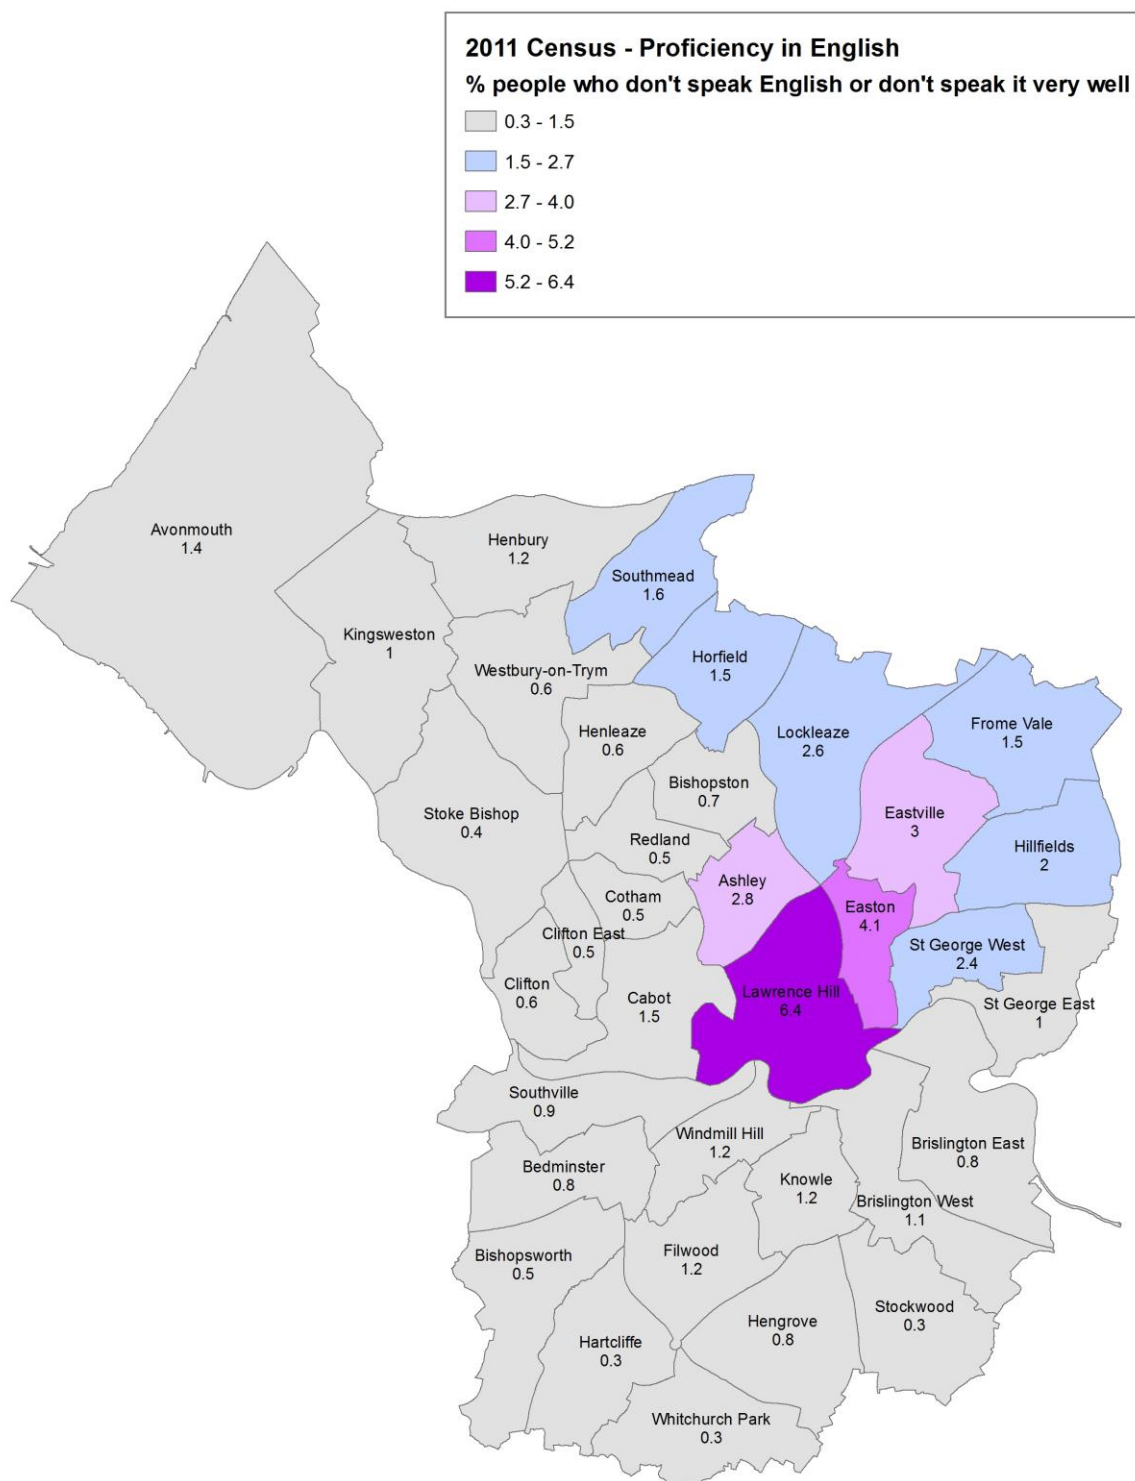 2011 Census - Proficiency in English
% people who don't speak English or don't speak it very well
0.3 - 1.5
1.5 - 2.7
2.7 - 4.0
4.0 - 5.2
5.2 - 6.4
Avonmouth
1.4
Henbury
1.2
Southmead
1.6
Kingsweston
1
Westbury-on-Trym
0.6
Horfield
1.5
Henleaze
0.6
Lockleaze
2.6
Frome Vale
1.5
Bishopston
0.7
Stoke Bishop
0.4
Eastville
3
Redland
0.5
Hillfields
2
Ashley
2.8
Cotham
0.5
Easton
4.1
Clifton East
0.5
St George West
2.4
Clifton
0.6
Cabot
1.5
Lawrence Hill
6.4
St George East
1
Southville
0.9
Windmill Hill
1.2
Brislington East
0.8
Bedminster
0.8
Knowle
1.2
Brislington West
1.1
Bishopsworth
0.5
Filwood
1.2
Stockwood
0.3
Hengrove
0.8
Hartcliffe
0.3
Whitchurch Park
0.3